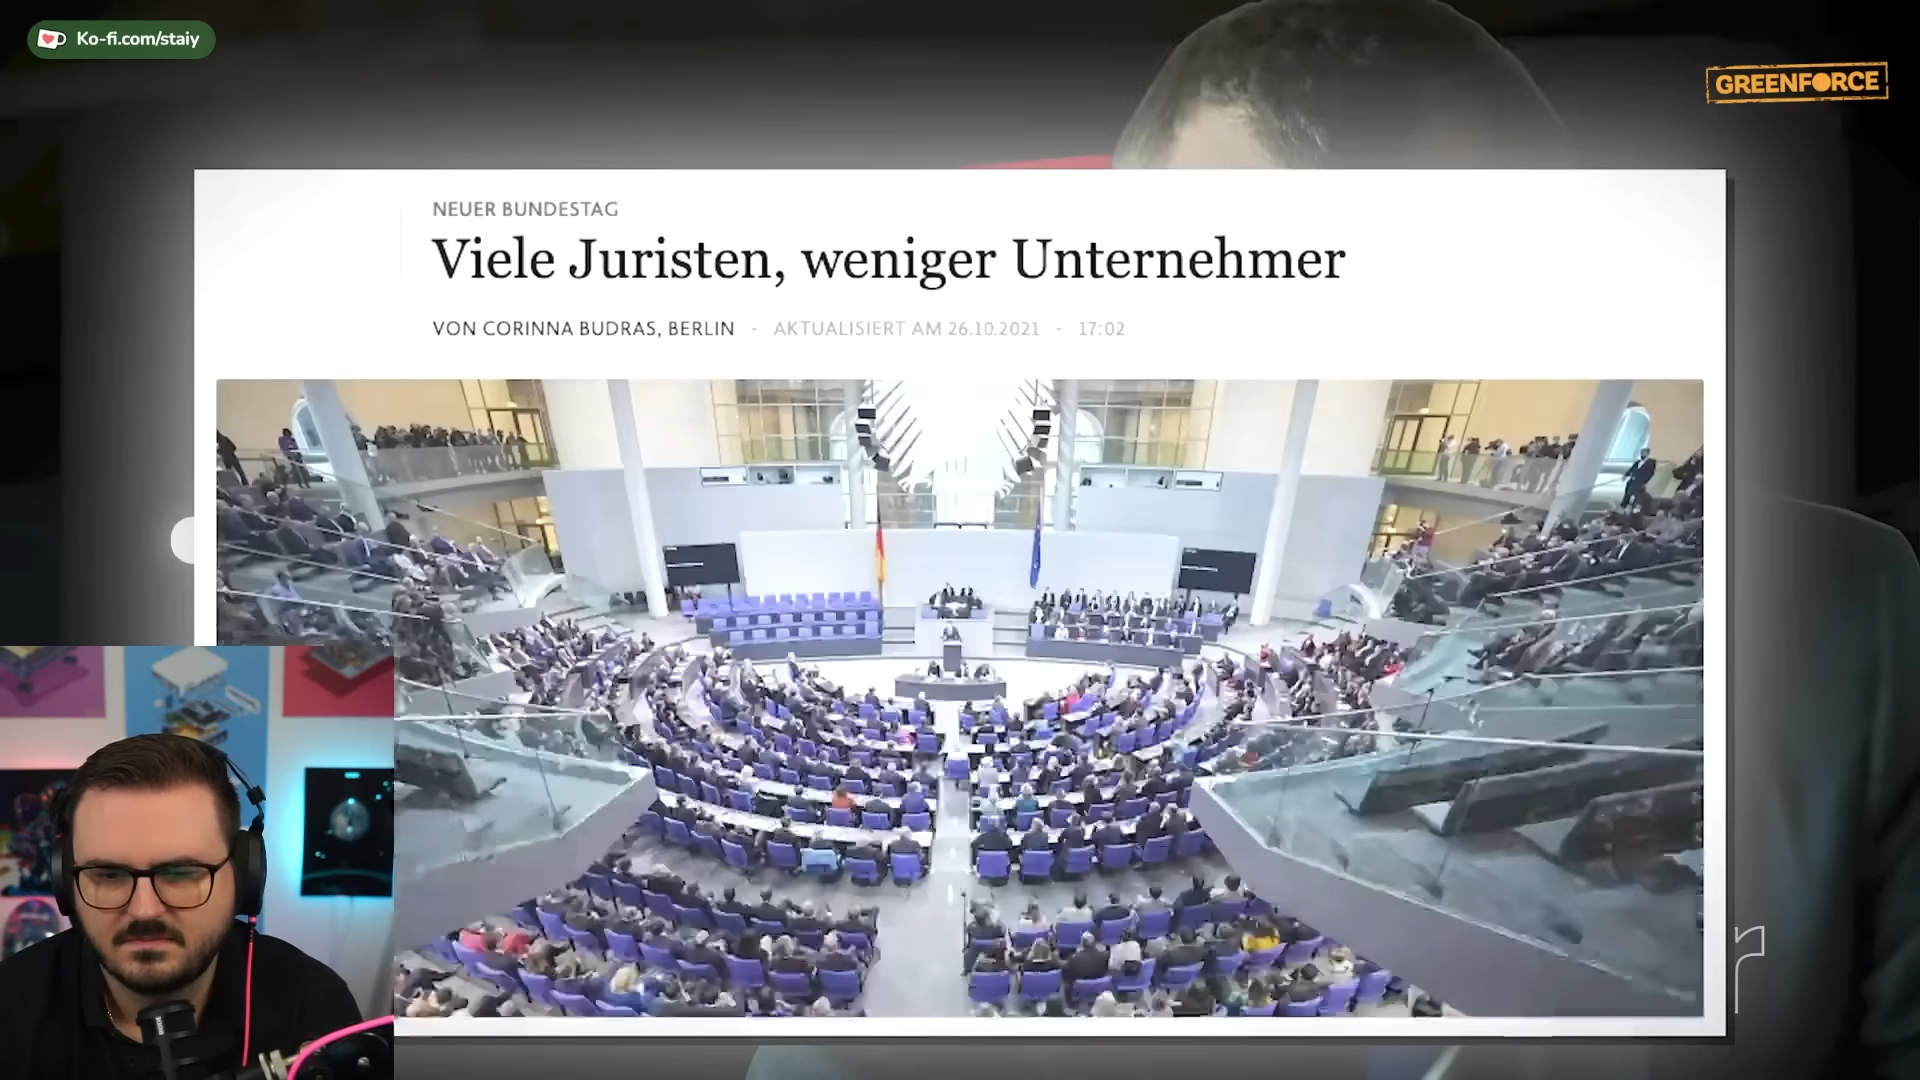 Ko-fi.com/staiy
GREENFORCE
NEUER BUNDESTAG
Viele Juristen, weniger Unternehmer
VON CORINNA BUDRAS, BERLIN - AKTUALISIERT AM 26.10.2021 - 17:02
r